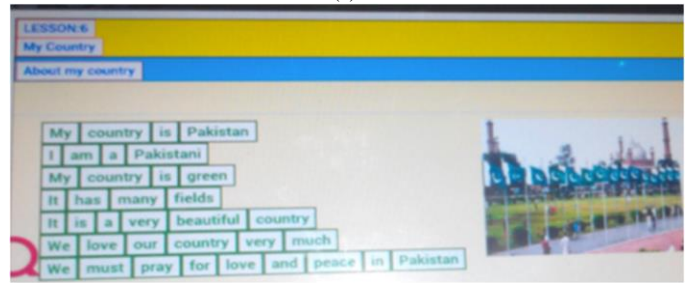 LESSON:6
My Country
About my country
My country is Pakistan
I am a Pakistani
My country is green
It has many fields
It is a very beautiful country
We love our country very much
We must pray for love and peace in Pakistan